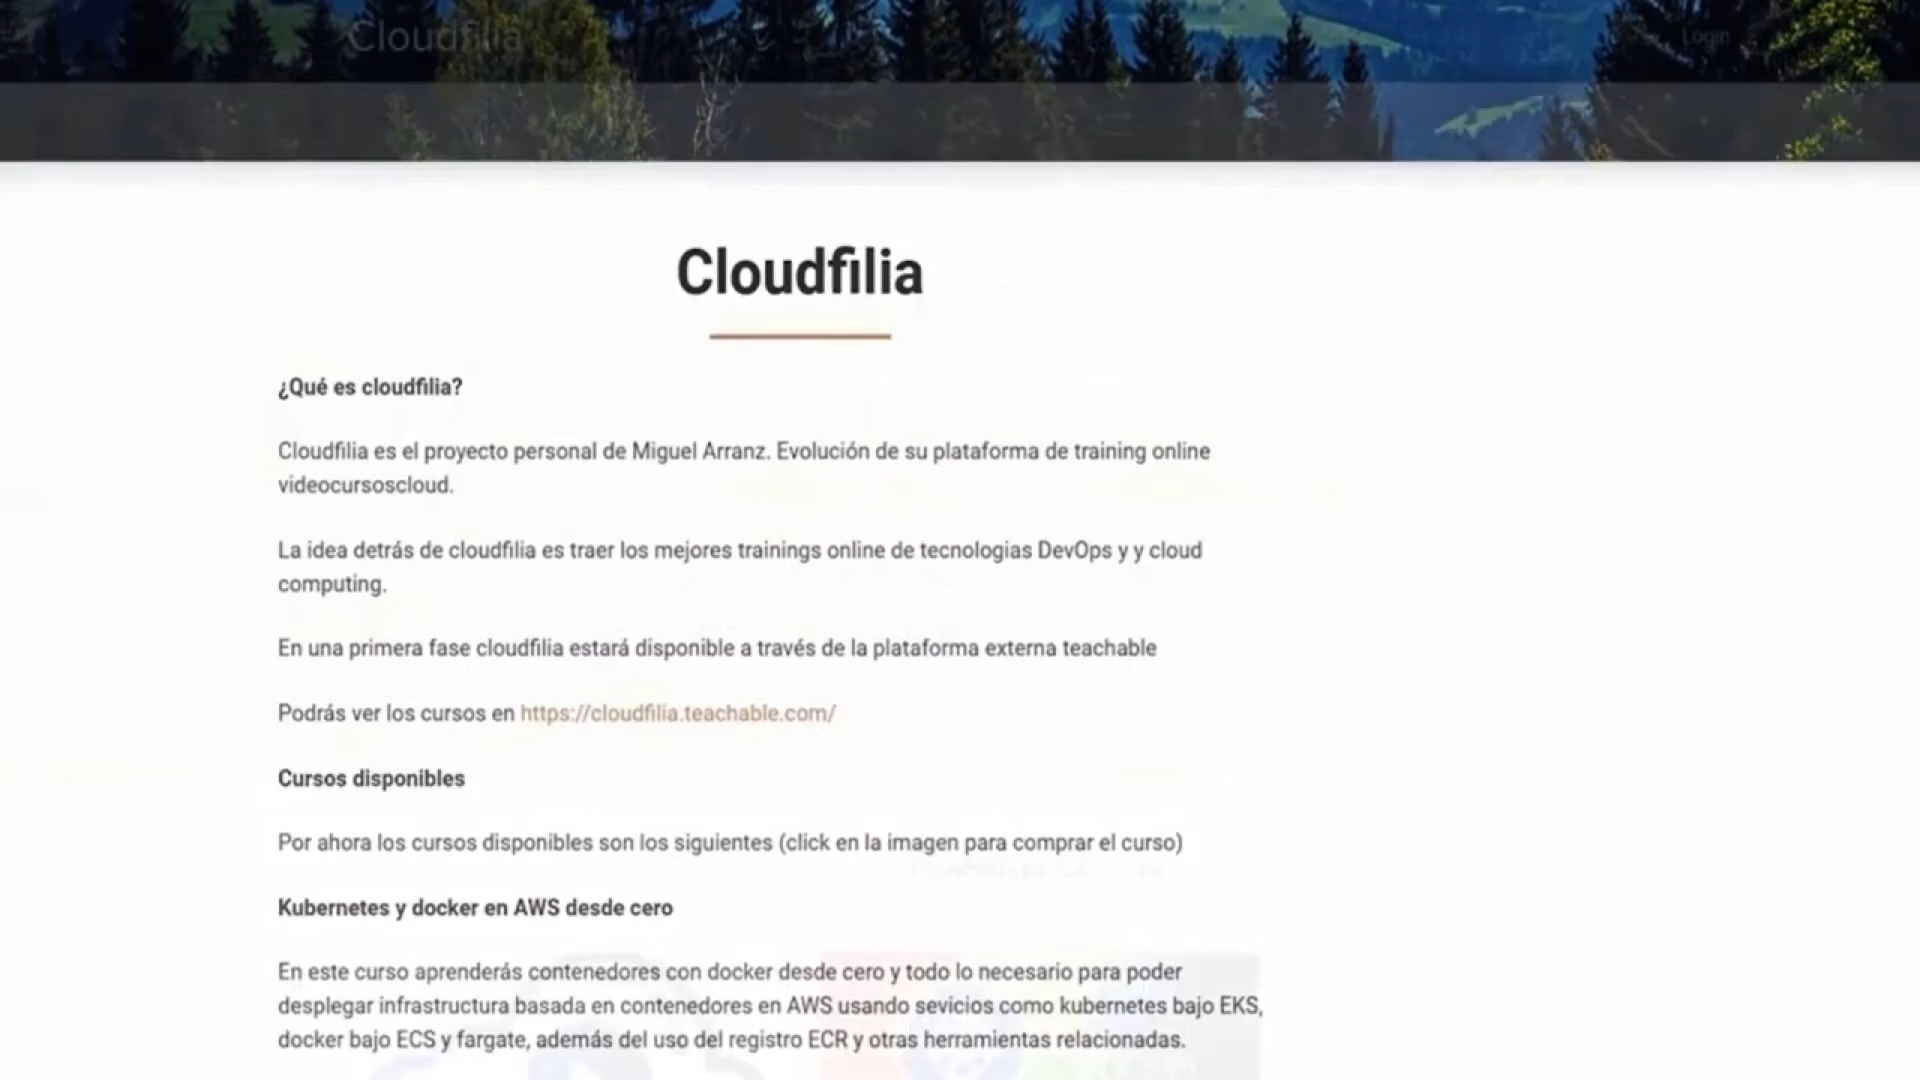 Cloudfilia
Login
Cloudfilia
¿Qué es cloudfilia?
Cloudfilia es el proyecto personal de Miguel Arranz. Evolución de su plataforma de training online
videocursoscloud.
La idea detrás de cloudfilia es traer los mejores trainings online de tecnologias DevOps y y cloud
computing.
En una primera fase cloudfilia estará disponible a través de la plataforma externa teachable
Podrás ver los cursos en https://cloudfilia.teachable.com/
Cursos disponibles
Por ahora los cursos disponibles son los siguientes (click en la imagen para comprar el curso)
Kubernetes y docker en AWS desde cero
En este curso aprenderás contenedores con docker desde cero y todo lo necesario para poder
desplegar infrastructura basada en contenedores en AWS usando sevicios como kubernetes bajo EKS,
docker bajo ECS y fargate, además del uso del registro ECR y otras herramientas relacionadas.